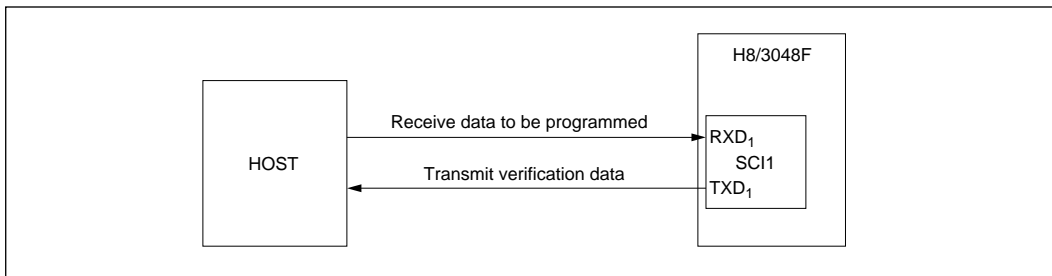 H8/3048F
Receive data to be programmed
RXD₁
HOST
SCI1
Transmit verification data
TXD₁